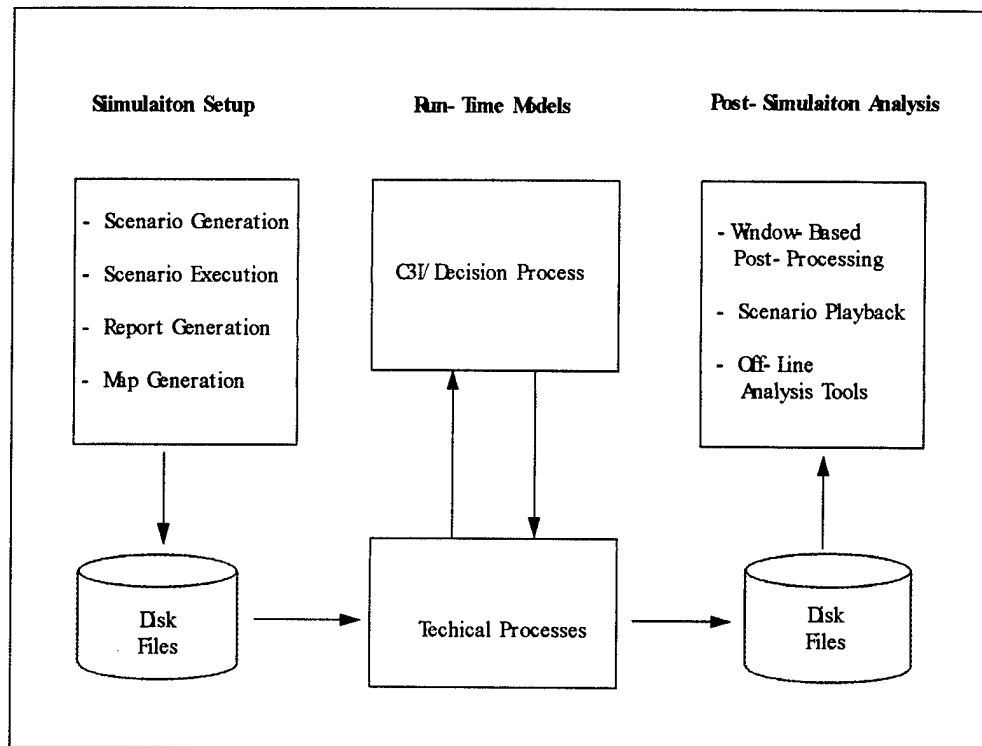 Siimulaiton Setup
Run-Time Models
Post-Simulaiton Analysis
- Scenario Generation
- Scenario Execution
- Report Generation
- Map Generation
C3I/Decision Process
- Window-Based
Post-Processing
- Scenario Playback
- Off-Line
Analysis Tools
Disk
Files
Techical Processes
Disk
Files